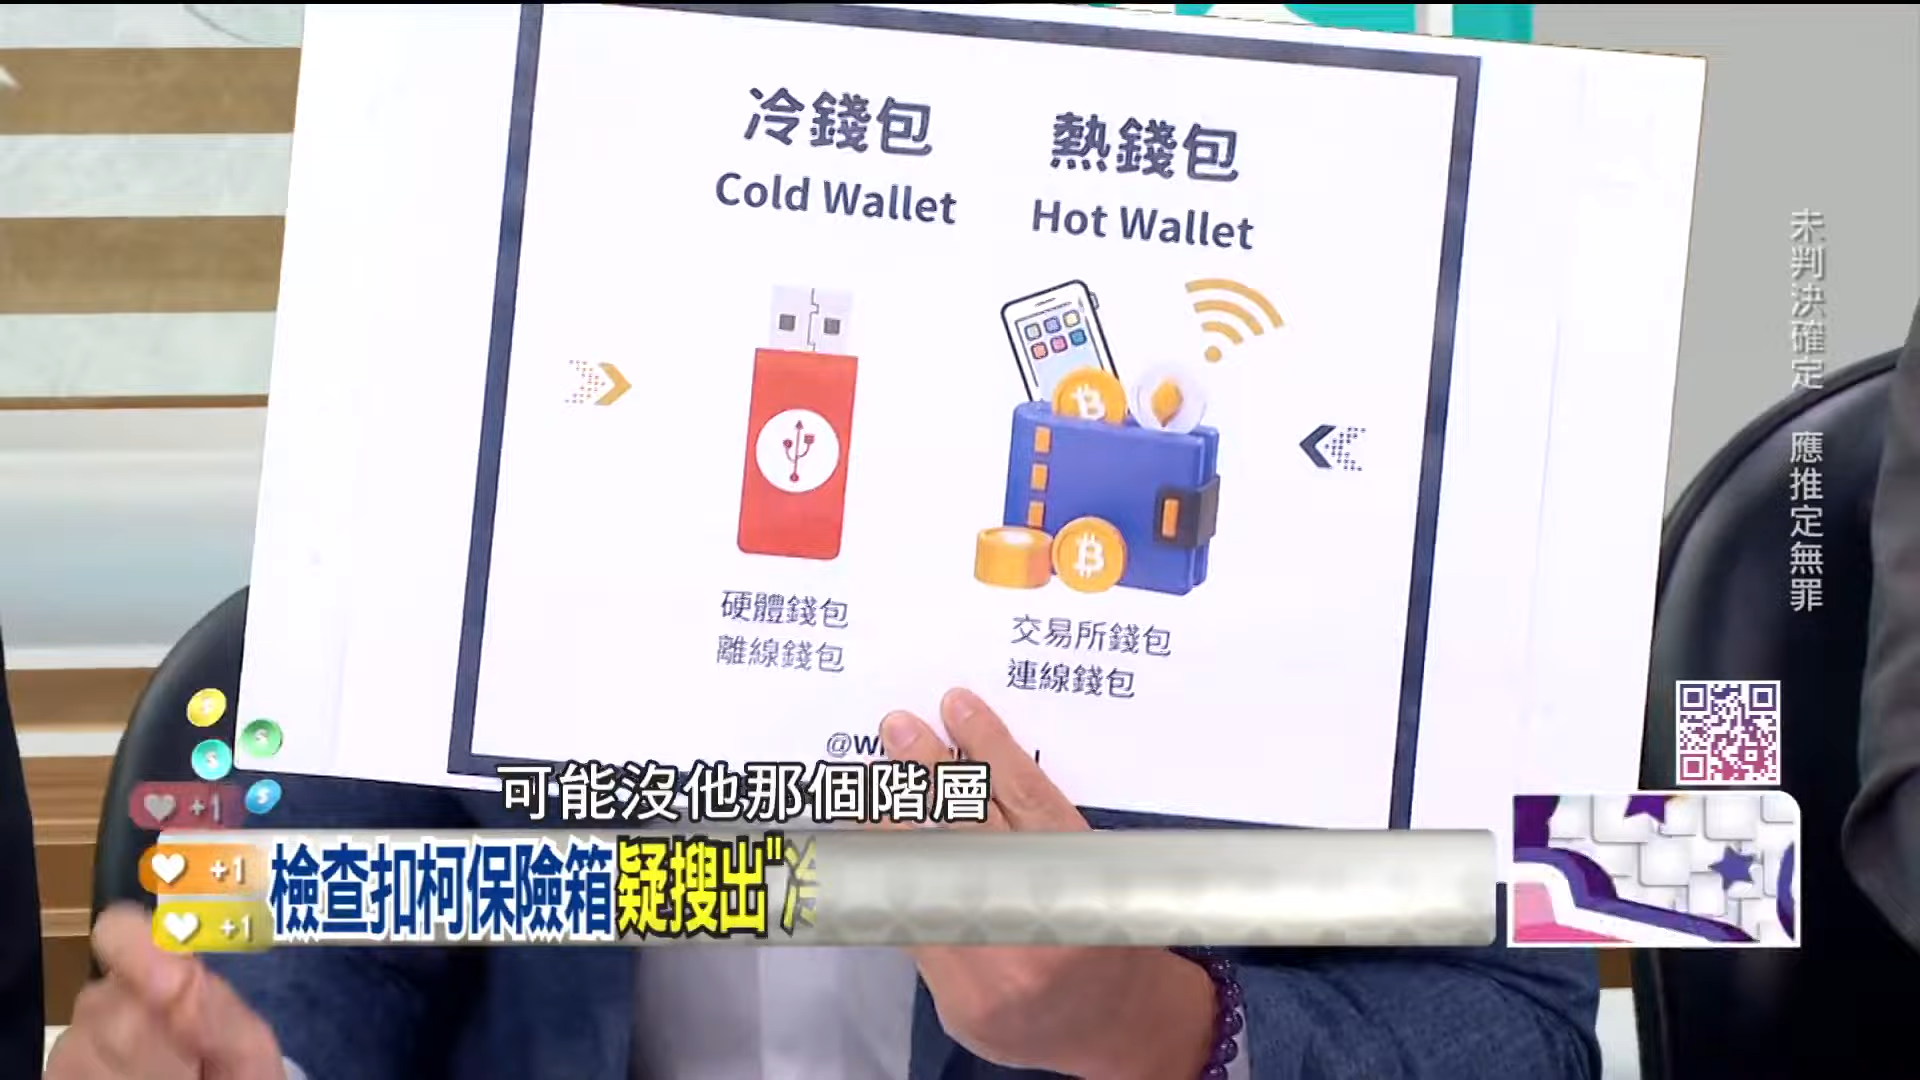 冷錢包
Cold Wallet
熱錢包
Hot Wallet
硬體錢包
離線錢包
交易所錢包
連線錢包
未判決確定 應推定無罪
可能沒他那個階層
+1
+1
+1
檢查扣柯保險箱疑搜出"冷